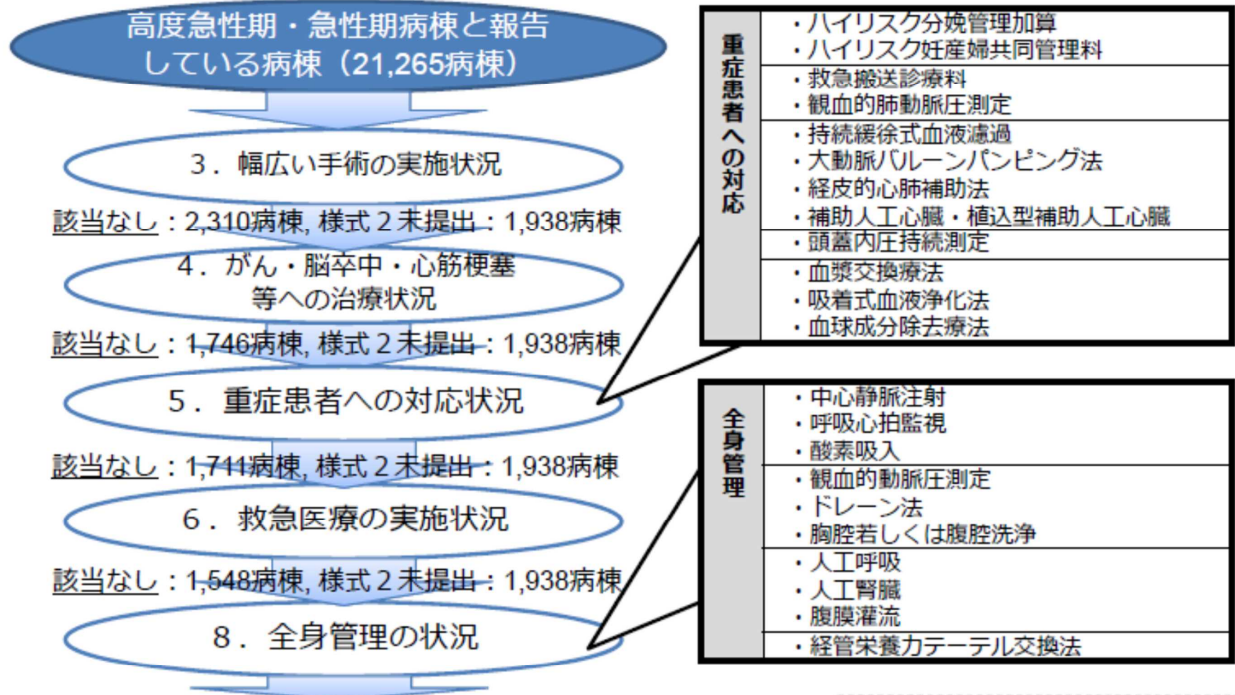 高度急性期・急性期病棟と報告
している病棟（21,265病棟）
3．幅広い手術の実施状況
該当なし：2,310病棟, 様式２未提出：1,938病棟
4．がん・脳卒中・心筋梗塞
等への治療状況
該当なし：1,746病棟, 様式２未提出：1,938病棟
5．重症患者への対応状況
該当なし：1,711病棟, 様式２未提出：1,938病棟
6．救急医療の実施状況
該当なし：1,548病棟, 様式２未提出：1,938病棟
8．全身管理の状況
重症患者への対応
・ハイリスク分娩管理加算
・ハイリスク妊産婦共同管理料
・救急搬送診療料
・観血的肺動脈圧測定
・持続緩徐式血液濾過
・大動脈バルーンパンピング法
・経皮的心肺補助法
・補助人工心臓・植込型補助人工心臓
・頭蓋内圧持続測定
・血漿交換療法
・吸着式血液浄化法
・血球成分除去療法
全身管理
・中心静脈注射
・呼吸心拍監視
・酸素吸入
・観血的動脈圧測定
・ドレーン法
・胸腔若しくは腹腔洗浄
・人工呼吸
・人工腎臓
・腹膜灌流
・経管栄養カテーテル交換法